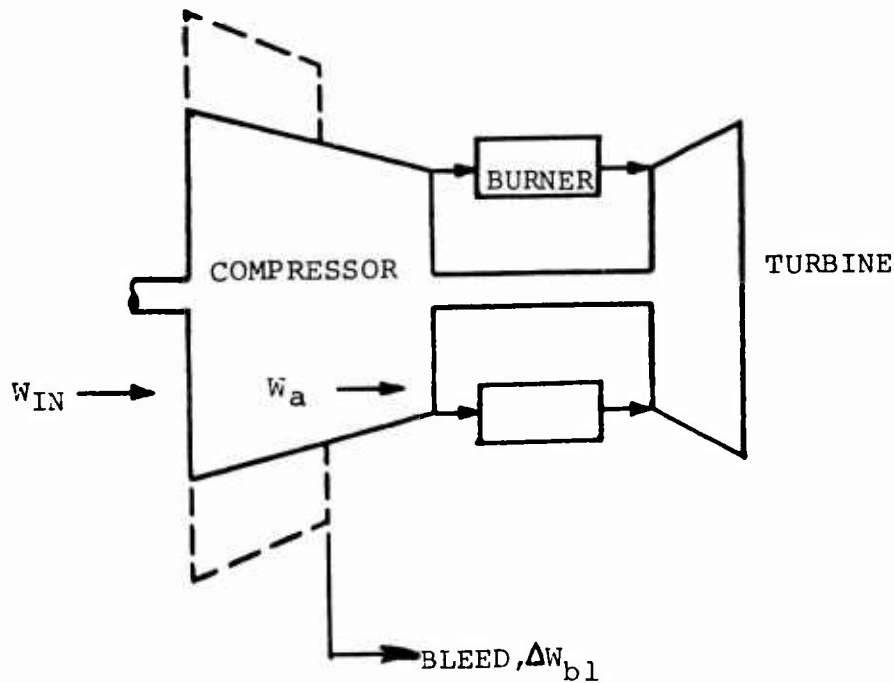 BURNER
COMPRESSOR
TURBINE
W_IN
W_a
BLEED, ΔW_bl